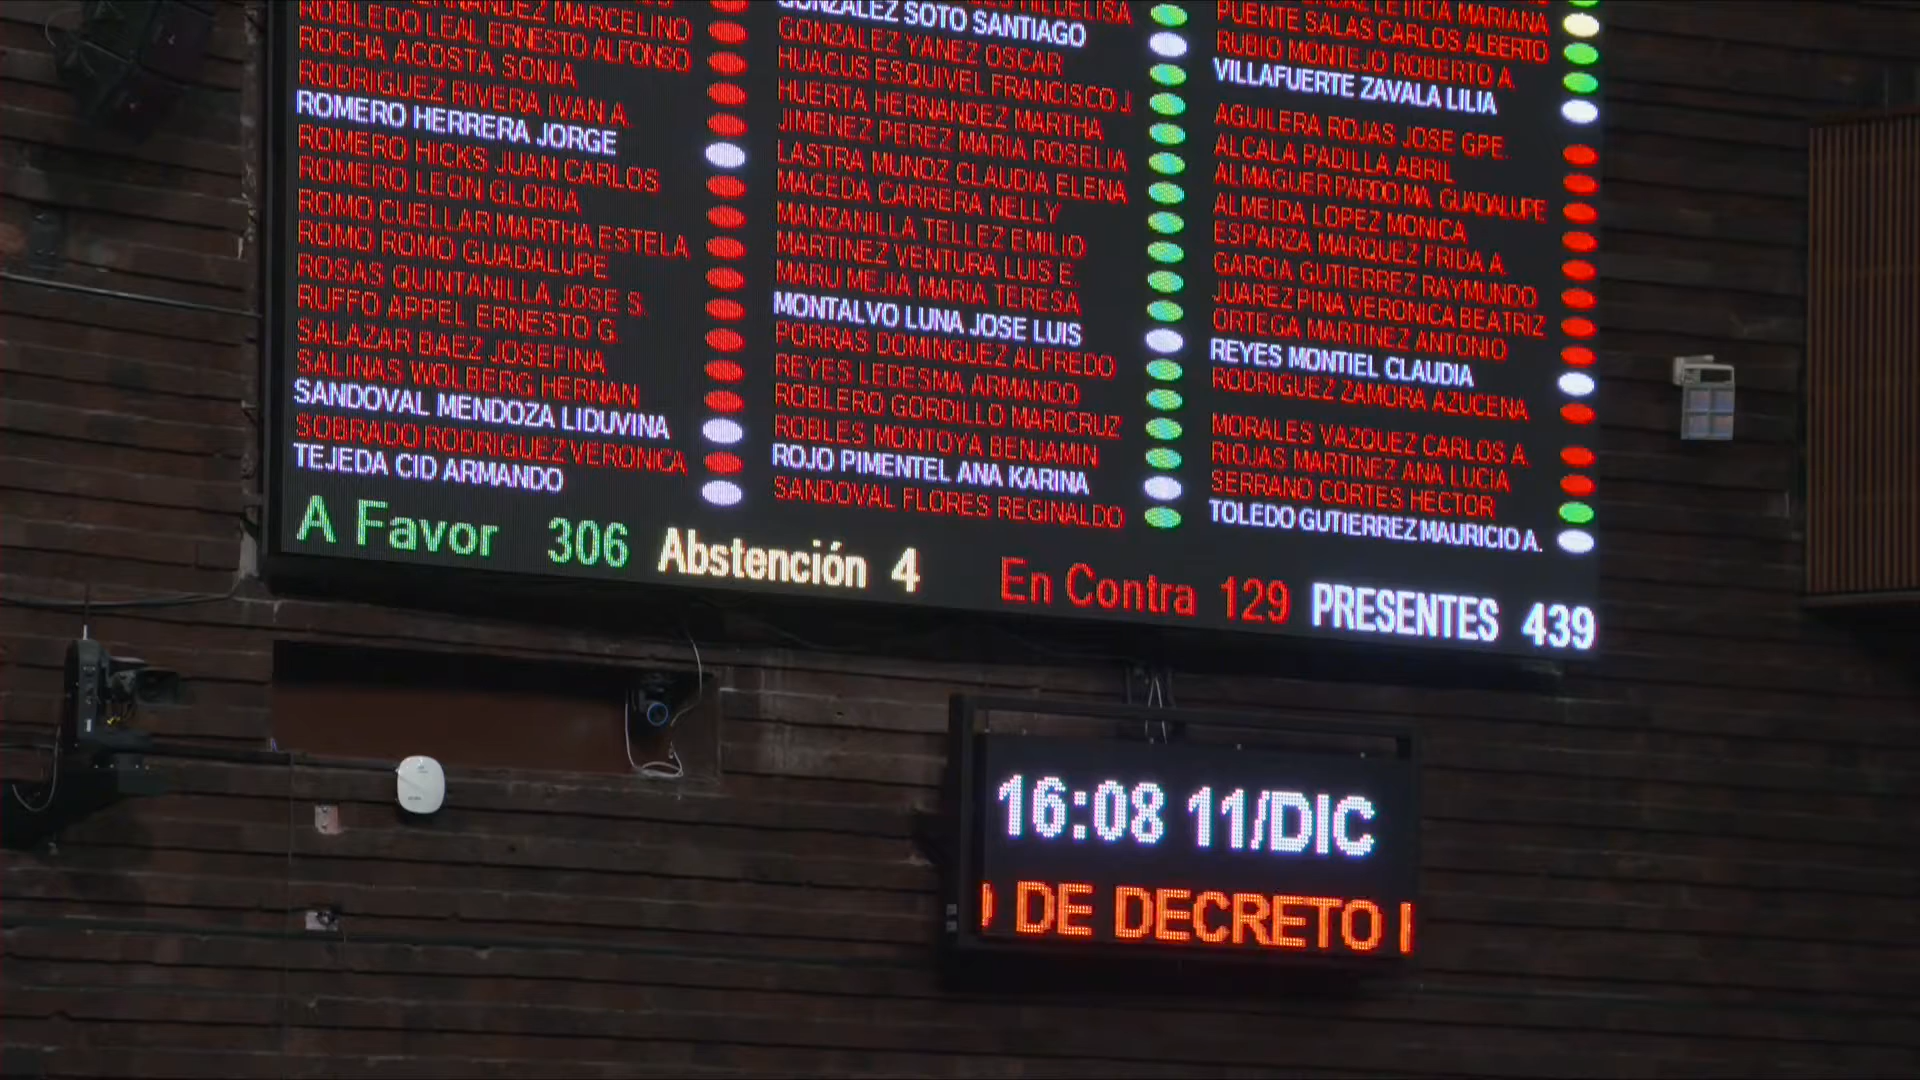 HERNANDEZ MARCELINO
ROBLEDO LEAL ERNESTO ALFONSO
ROCHA ACOSTA SONIA
RODRIGUEZ RIVERA IVAN A.
ROMERO HERRERA JORGE
ROMERO HICKS JUAN CARLOS
ROMERO LEON GLORIA
ROMO CUELLAR MARTHA ESTELA
ROMO ROMO GUADALUPE
ROSAS QUINTANILLA JOSE S.
RUFFO APPEL ERNESTO G.
SALAZAR BAEZ JOSEFINA
SALINAS WOLBERG HERNAN
SANDOVAL MENDOZA LIDUVINA
SOBRADO RODRIGUEZ VERONICA
TEJEDA CID ARMANDO
GONZALEZ SOTO SANTIAGO
GONZALEZ YANEZ OSCAR
HUACUS ESQUIVEL FRANCISCO J
HUERTA HERNANDEZ MARTHA
JIMENEZ PEREZ MARIA ROSELIA
LASTRA MUNOZ CLAUDIA ELENA
MACEDA CARRERA NELLY
MANZANILLA TELLEZ EMILIO
MARTINEZ VENTURA LUIS E.
MARU MEJIA MARIA TERESA
MONTALVO LUNA JOSE LUIS
PORRAS DOMINGUEZ ALFREDO
REYES LEDESMA ARMANDO
ROBLERO GORDILLO MARICRUZ
ROBLES MONTOYA BENJAMIN
ROJO PIMENTEL ANA KARINA
SANDOVAL FLORES REGINALDO
LETICIA MARIANA
PUENTE SALAS CARLOS ALBERTO
RUBIO MONTEJO ROBERTO A.
VILLAFUERTE ZAVALA LILIA
AGUILERA ROJAS JOSE GPE.
ALCALA PADILLA ABRIL
ALMAGUER PARDO MA. GUADALUPE
ALMEIDA LOPEZ MONICA
ESPARZA MARQUEZ FRIDA A.
GARCIA GUTIERREZ RAYMUNDO
JUAREZ PINA VERONICA BEATRIZ
ORTEGA MARTINEZ ANTONIO
REYES MONTIEL CLAUDIA
RODRIGUEZ ZAMORA AZUCENA
MORALES VAZQUEZ CARLOS A.
RIOJAS MARTINEZ ANA LUCIA
SERRANO CORTES HECTOR
TOLEDO GUTIERREZ MAURICIO A.
A Favor 306 Abstención 4 En Contra 129 PRESENTES 439
16:08 11/DIC
DE DECRETO